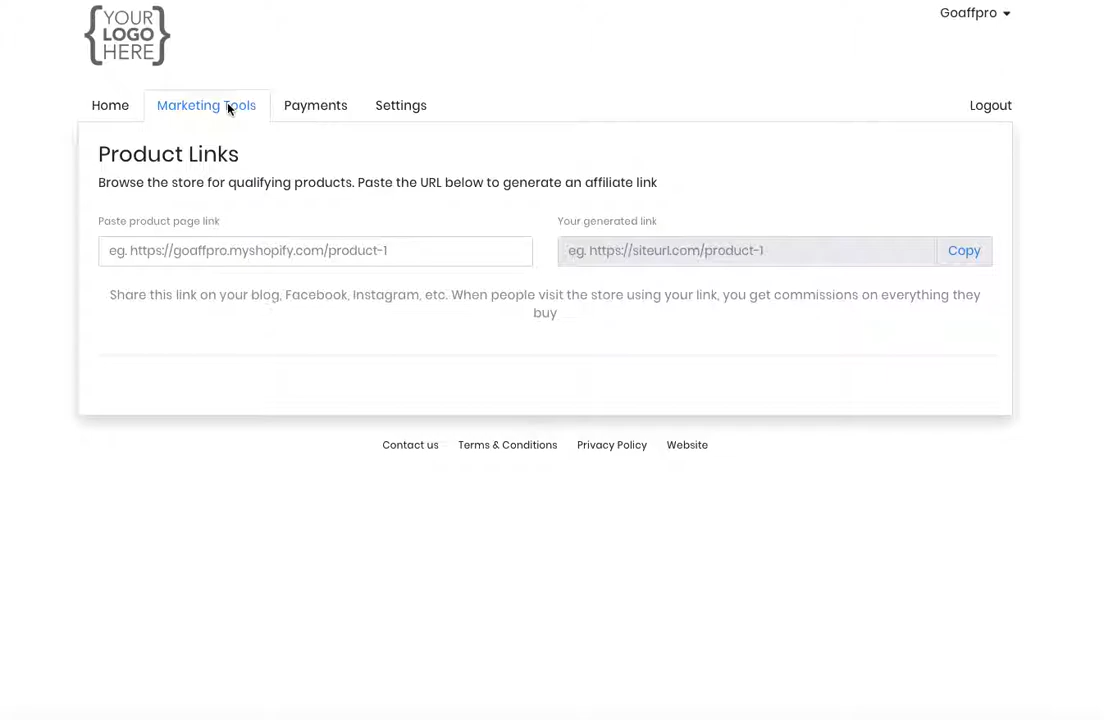 YOUR
LOGO
HERE
Goaffpro
Home Marketing Tools Payments Settings Logout
Product Links
Browse the store for qualifying products. Paste the URL below to generate an affiliate link
Paste product page link Your generated link
eg. https://goaffpro.myshopify.com/product-1 eg. https://siteurl.com/product-1 Copy
Share this link on your blog, Facebook, Instagram, etc. When people visit the store using your link, you get commissions on everything they
buy
Contact us Terms & Conditions Privacy Policy Website